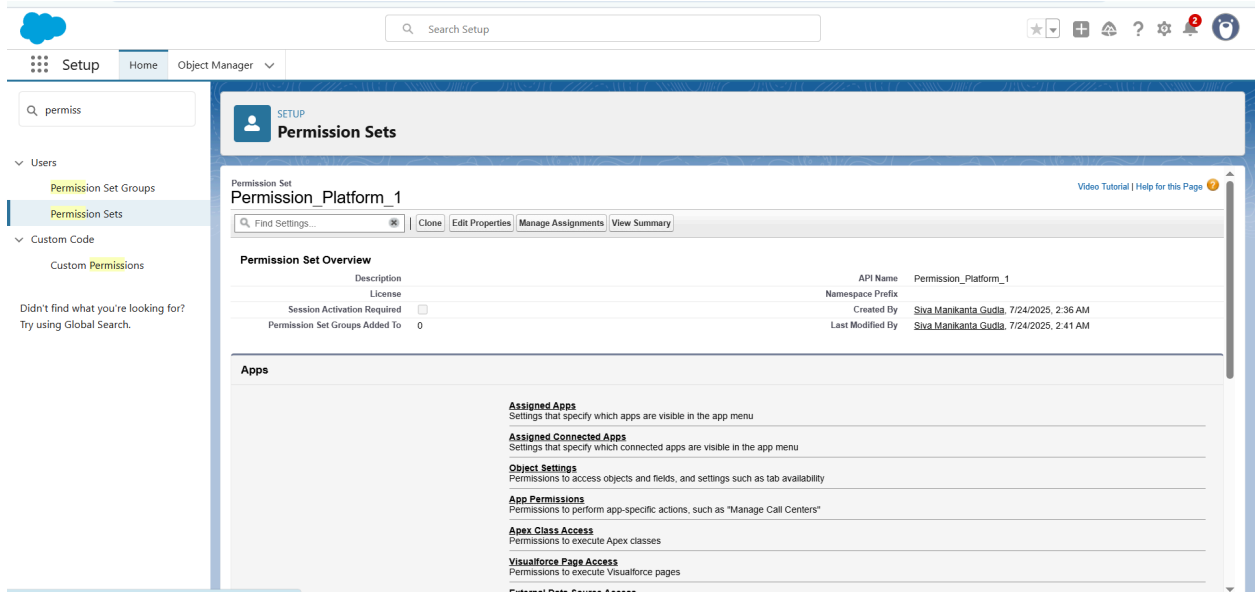 Search Setup
2
Setup
Home
Object Manager
permiss
Users
Permission Set Groups
Permission Sets
Custom Code
Custom Permissions
Didn't find what you're looking for?
Try using Global Search.
SETUP
Permission Sets
Permission Set
Permission_Platform_1
Video Tutorial | Help for this Page
Find Settings...
Clone
Edit Properties
Manage Assignments
View Summary
Permission Set Overview
Description
API Name Permission_Platform_1
License
Namespace Prefix
Session Activation Required
Created By Siva Manikanta Gudla, 7/24/2025, 2:36 AM
Permission Set Groups Added To 0
Last Modified By Siva Manikanta Gudla, 7/24/2025, 2:41 AM
Apps
Assigned Apps
Settings that specify which apps are visible in the app menu
Assigned Connected Apps
Settings that specify which connected apps are visible in the app menu
Object Settings
Permissions to access objects and fields, and settings such as tab availability
App Permissions
Permissions to perform app-specific actions, such as "Manage Call Centers"
Apex Class Access
Permissions to execute Apex classes
Visualforce Page Access
Permissions to execute Visualforce pages
External Data Source Access